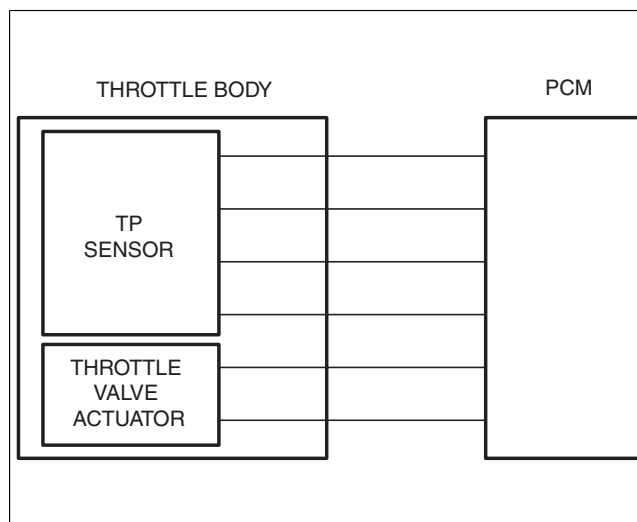 THROTTLE BODY
PCM
TP
SENSOR
THROTTLE
VALVE
ACTUATOR